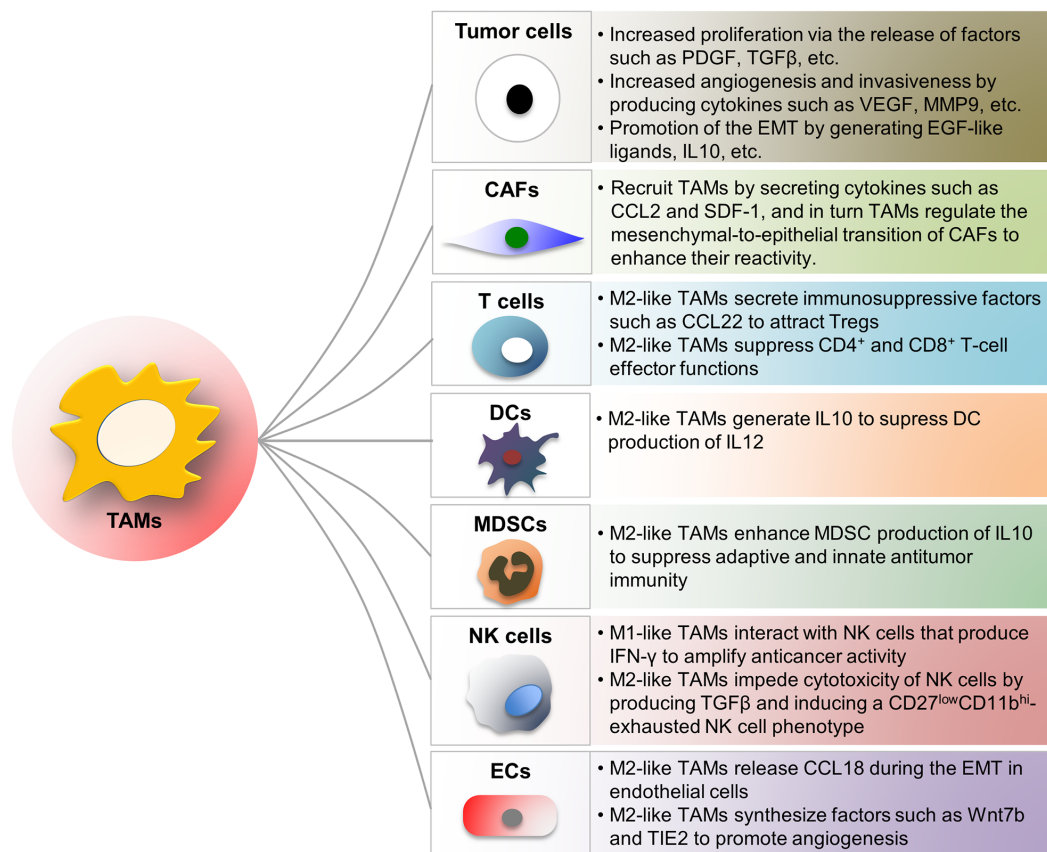 Tumor cells
• Increased proliferation via the release of factors
such as PDGF, TGFβ, etc.
• Increased angiogenesis and invasiveness by
producing cytokines such as VEGF, MMP9, etc.
• Promotion of the EMT by generating EGF-like
ligands, IL10, etc.
CAFs
• Recruit TAMs by secreting cytokines such as
CCL2 and SDF-1, and in turn TAMs regulate the
mesenchymal-to-epithelial transition of CAFs to
enhance their reactivity.
T cells
• M2-like TAMs secrete immunosuppressive factors
such as CCL22 to attract Tregs
• M2-like TAMs suppress CD4⁺ and CD8⁺ T-cell
effector functions
TAMs
DCs
• M2-like TAMs generate IL10 to supress DC
production of IL12
MDSCs
• M2-like TAMs enhance MDSC production of IL10
to suppress adaptive and innate antitumor
immunity
NK cells
• M1-like TAMs interact with NK cells that produce
IFN-γ to amplify anticancer activity
• M2-like TAMs impede cytotoxicity of NK cells by
producing TGFβ and inducing a CD27ˡᵒʷCD11bʰⁱ-
exhausted NK cell phenotype
ECs
• M2-like TAMs release CCL18 during the EMT in
endothelial cells
• M2-like TAMs synthesize factors such as Wnt7b
and TIE2 to promote angiogenesis